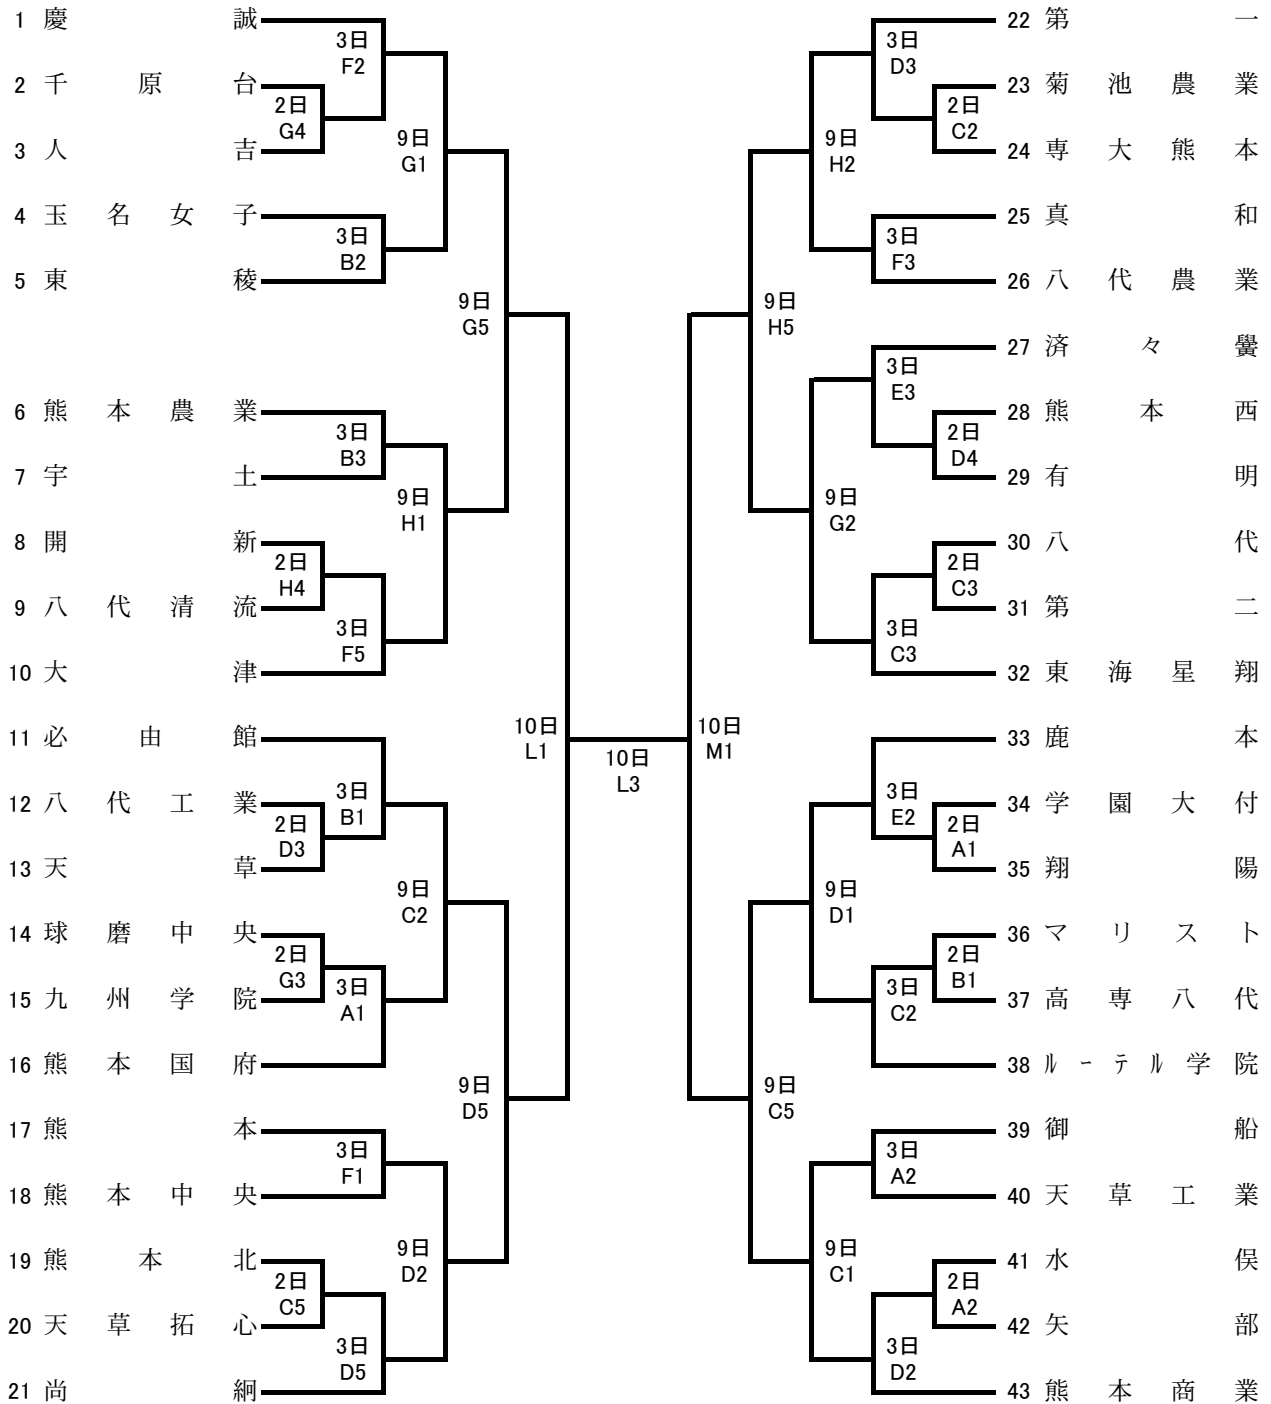 1 慶誠
3日
F2
2 千原台
2日
G4
3 人吉
9日
G1
4 玉名女子
3日
B2
5 東稜
9日
G5
6 熊本農業
3日
B3
7 宇土
9日
H1
8 開新
2日
H4
9 八代清流
3日
F5
10 大津
10日
L1
11 必由館
3日
B1
12 八代工業
2日
D3
13 天草
9日
C2
14 球磨中央
2日
G3
15 九州学院
3日
A1
16 熊本国府
9日
D5
17 熊本
3日
F1
18 熊本中央
9日
D2
19 熊本北
2日
C5
20 天草拓心
3日
D5
21 尚絅
10日
L3
22 第一
3日
D3
23 菊池農業
2日
C2
24 専大熊本
9日
H2
25 真和
3日
F3
26 八代農業
9日
H5
27 済々黌
3日
E3
28 熊本西
2日
D4
29 有明
9日
G2
30 八代
2日
C3
31 第二
3日
C3
32 東海星翔
10日
M1
33 鹿本
3日
E2
34 学園大付
2日
A1
35 翔陽
9日
D1
36 マリスト
2日
B1
37 高専八代
3日
C2
38 ﾙｰﾃﾙ学院
9日
C5
39 御船
3日
A2
40 天草工業
9日
C1
41 水俣
2日
A2
42 矢部
3日
D2
43 熊本商業